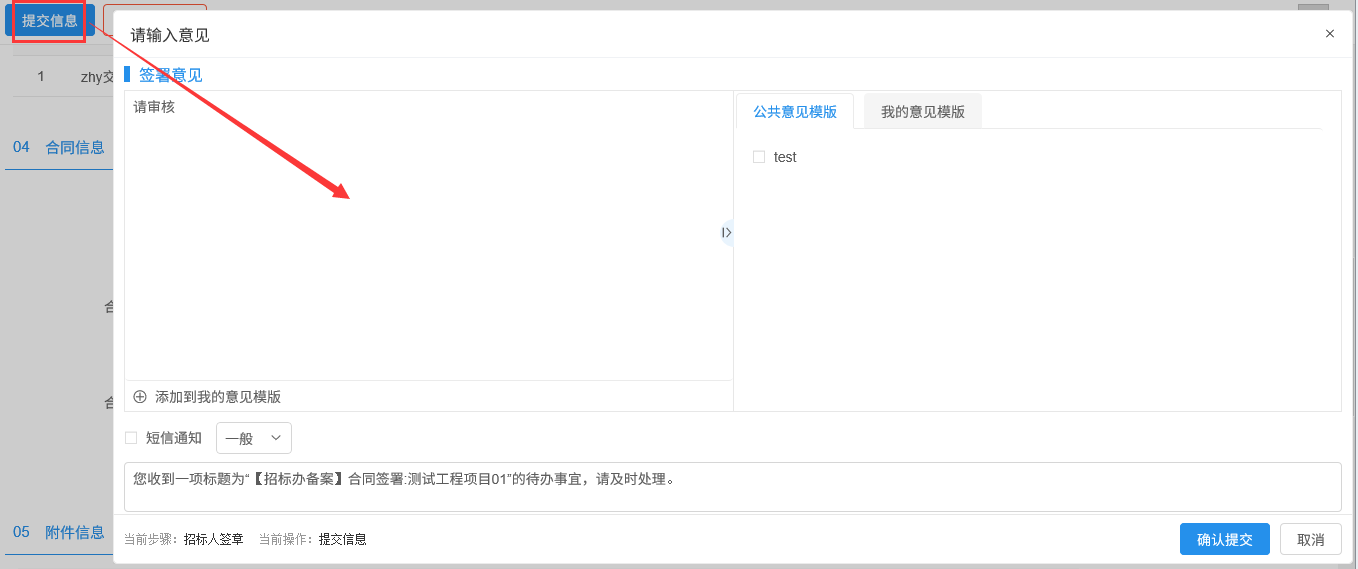 提交信息
请输入意见
×
签署意见
1
zhy交
请审核
公共意见模版
我的意见模版
04 合同信息
test
添加到我的意见模版
短信通知
一般
您收到一项标题为“【招标办备案】合同签署:测试工程项目01”的待办事宜，请及时处理。
05 附件信息
当前步骤：招标人签章 当前操作：提交信息
确认提交
取消